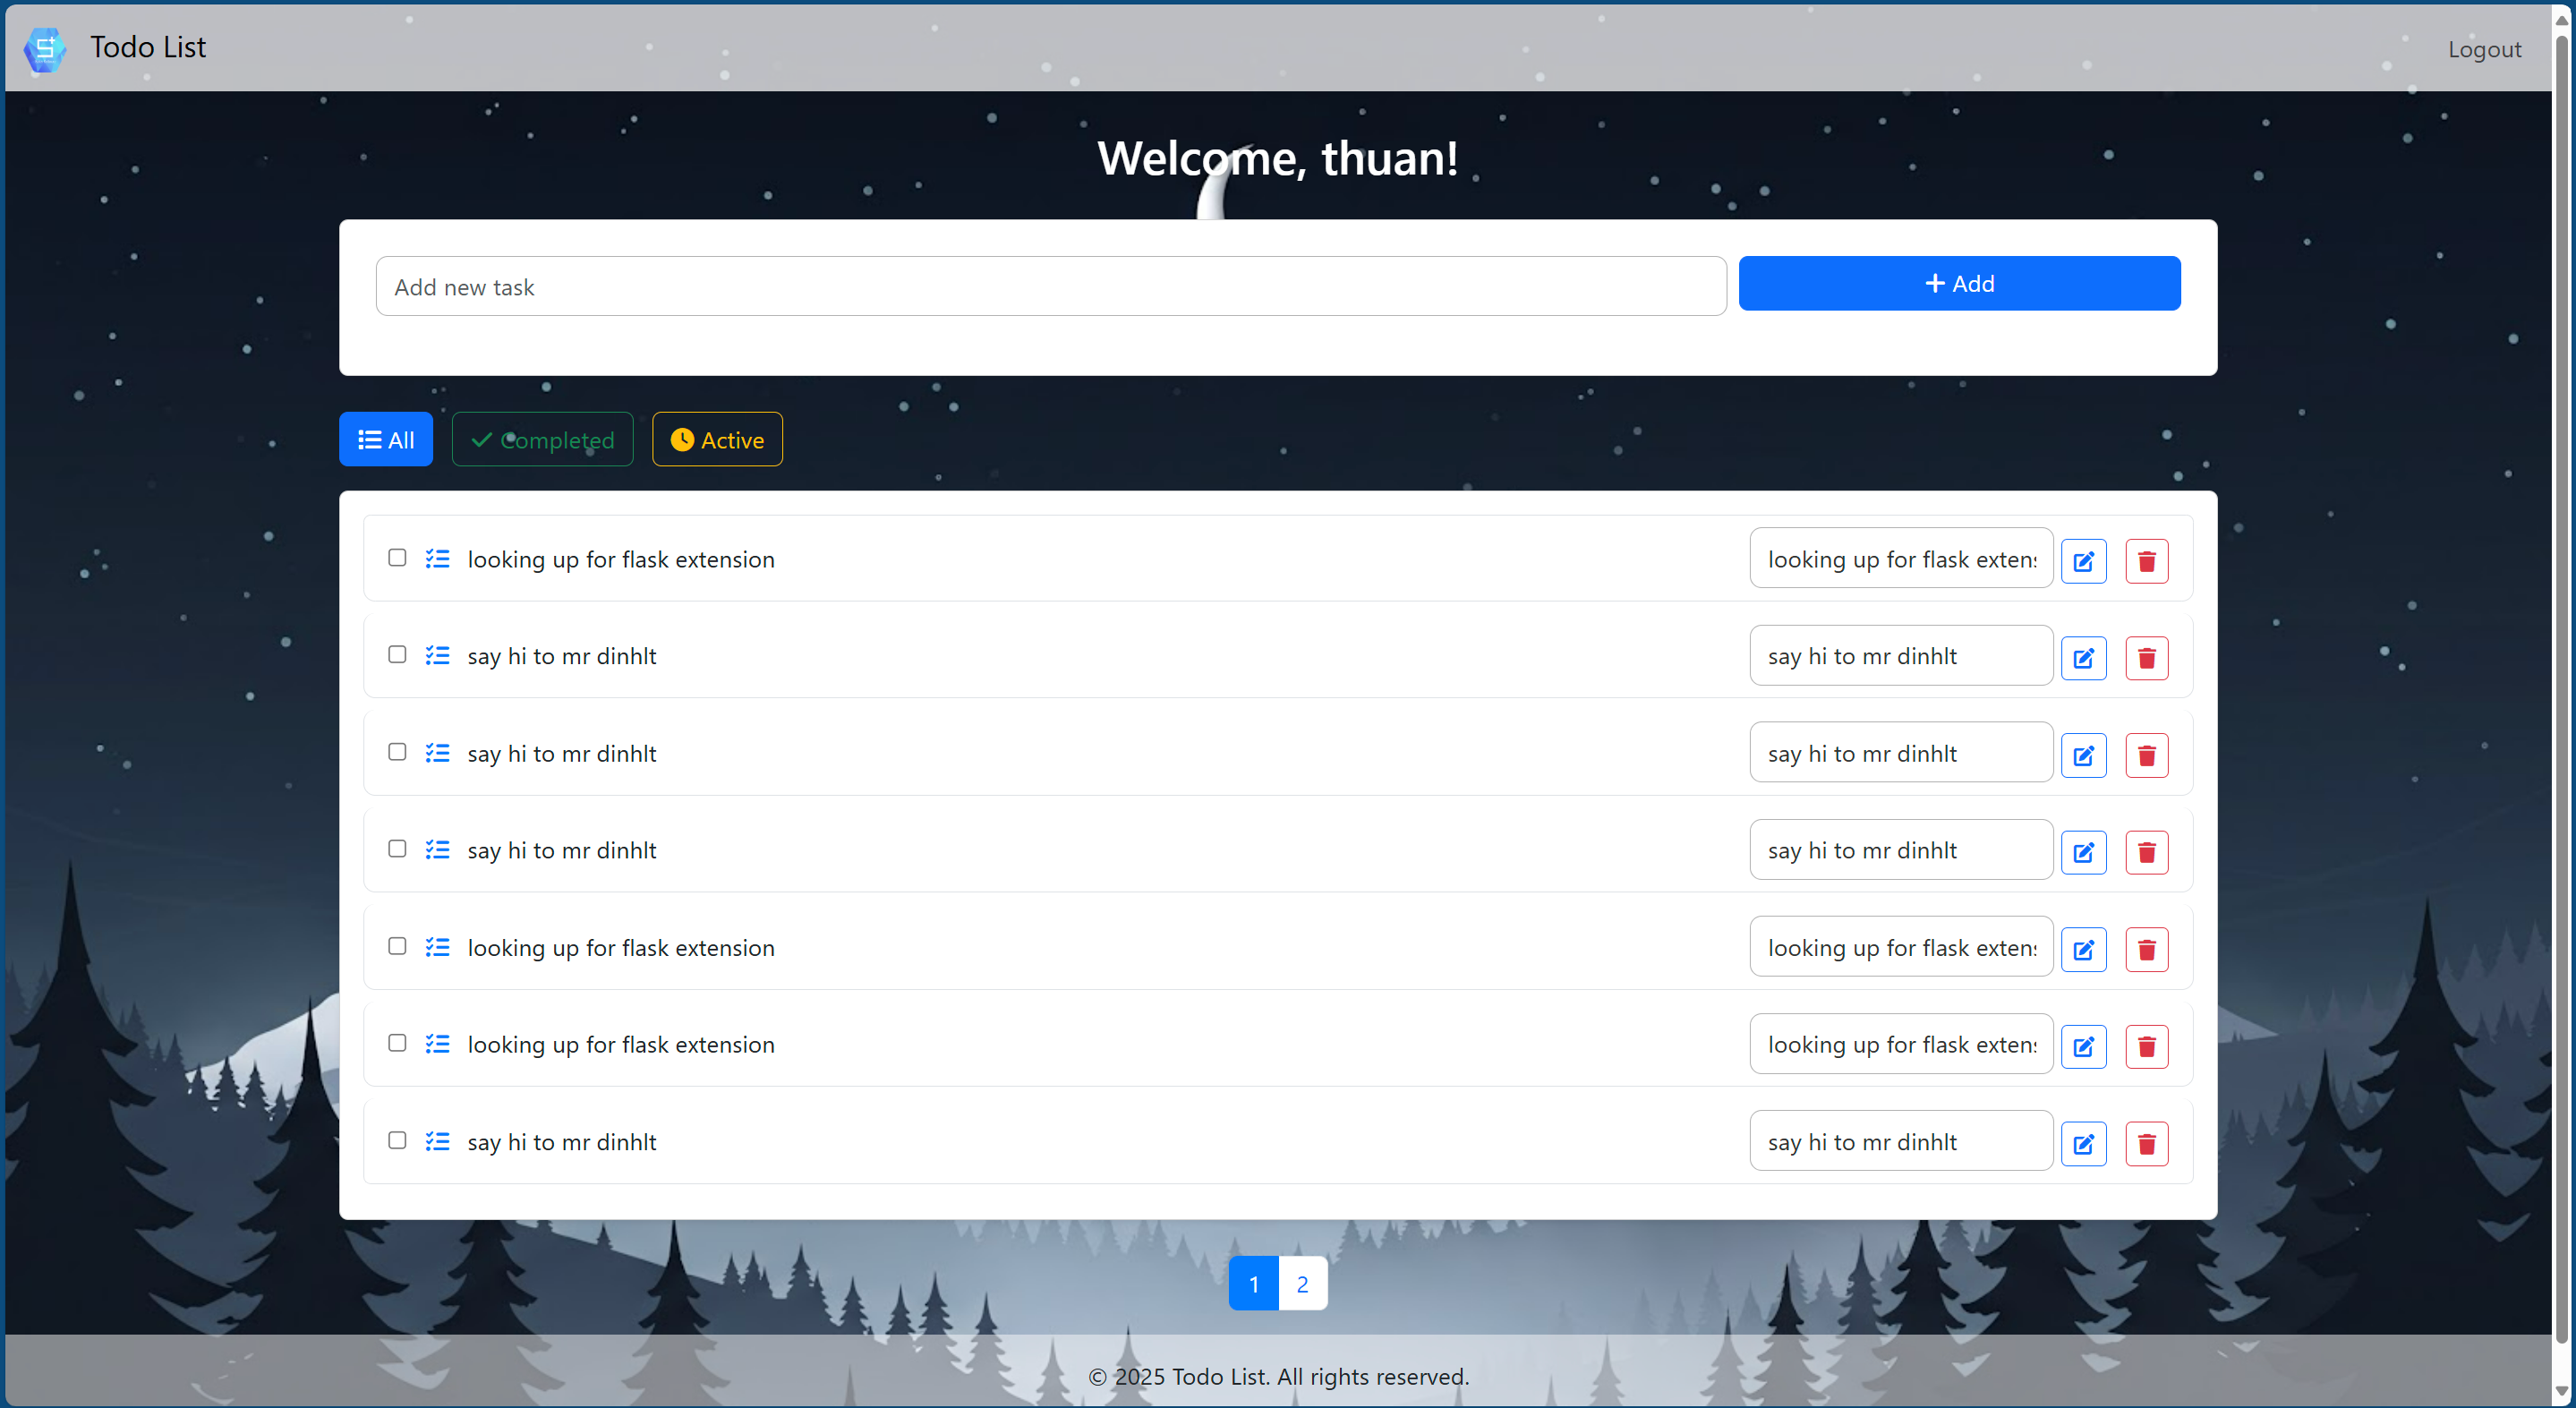 Todo List
Logout
Welcome, thuan!
Add new task
Add
All
Completed
Active
looking up for flask extension
looking up for flask extens
say hi to mr dinhlt
say hi to mr dinhlt
say hi to mr dinhlt
say hi to mr dinhlt
say hi to mr dinhlt
say hi to mr dinhlt
looking up for flask extension
looking up for flask extens
looking up for flask extension
looking up for flask extens
say hi to mr dinhlt
say hi to mr dinhlt
1 2
© 2025 Todo List. All rights reserved.